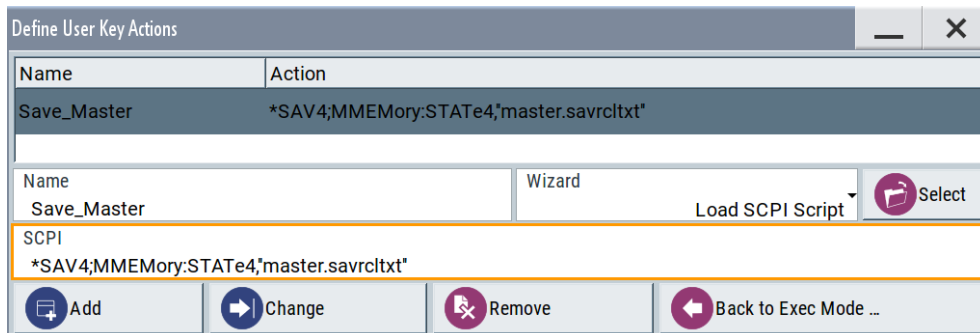 Define User Key Actions
Name Action
Save_Master *SAV4;MMEMory:STATe4,"master.savrcltxt"
Name Wizard
Save_Master Load SCPI Script Select
SCPI
*SAV4;MMEMory:STATe4,"master.savrcltxt"
Add Change Remove Back to Exec Mode ...